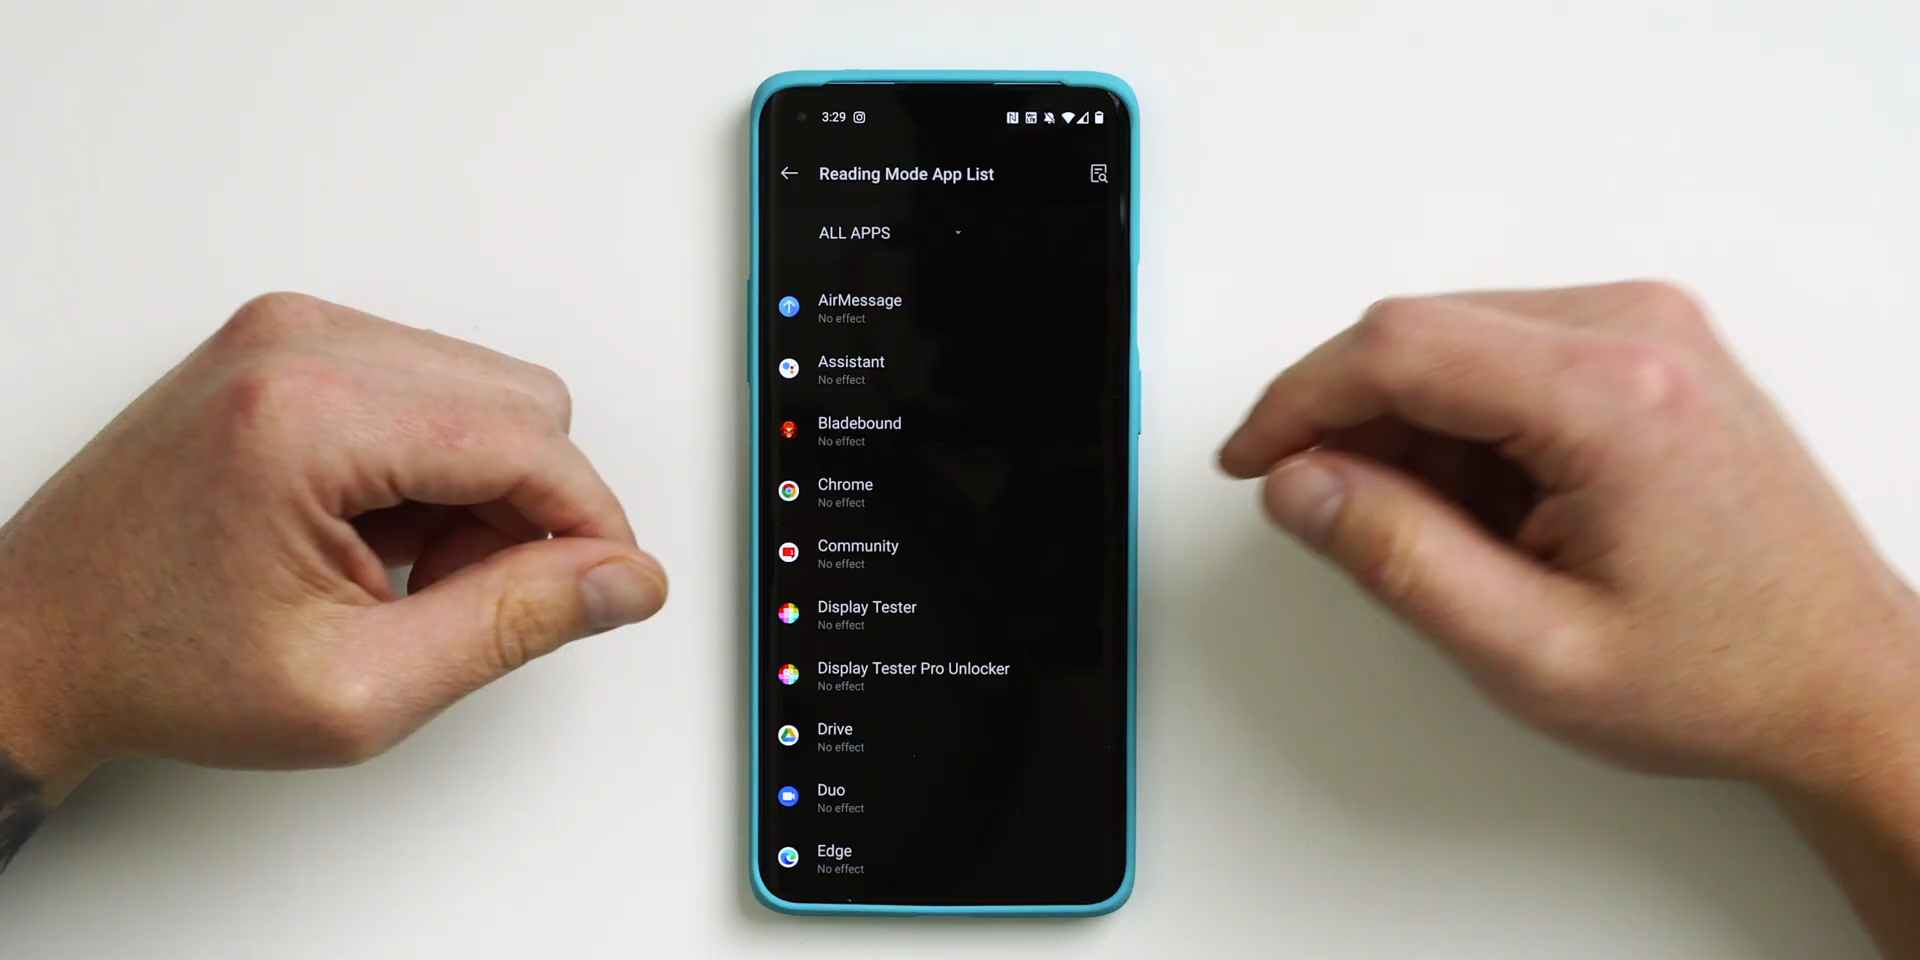 3:29
Reading Mode App List
ALL APPS
AirMessage
No effect
Assistant
No effect
Bladebound
No effect
Chrome
No effect
Community
No effect
Display Tester
No effect
Display Tester Pro Unlocker
No effect
Drive
No effect
Duo
No effect
Edge
No effect